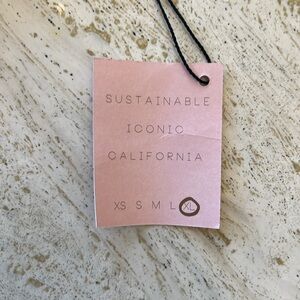 SUSTAINABLE
ICONIC
CALIFORNIA
XS S M L XL